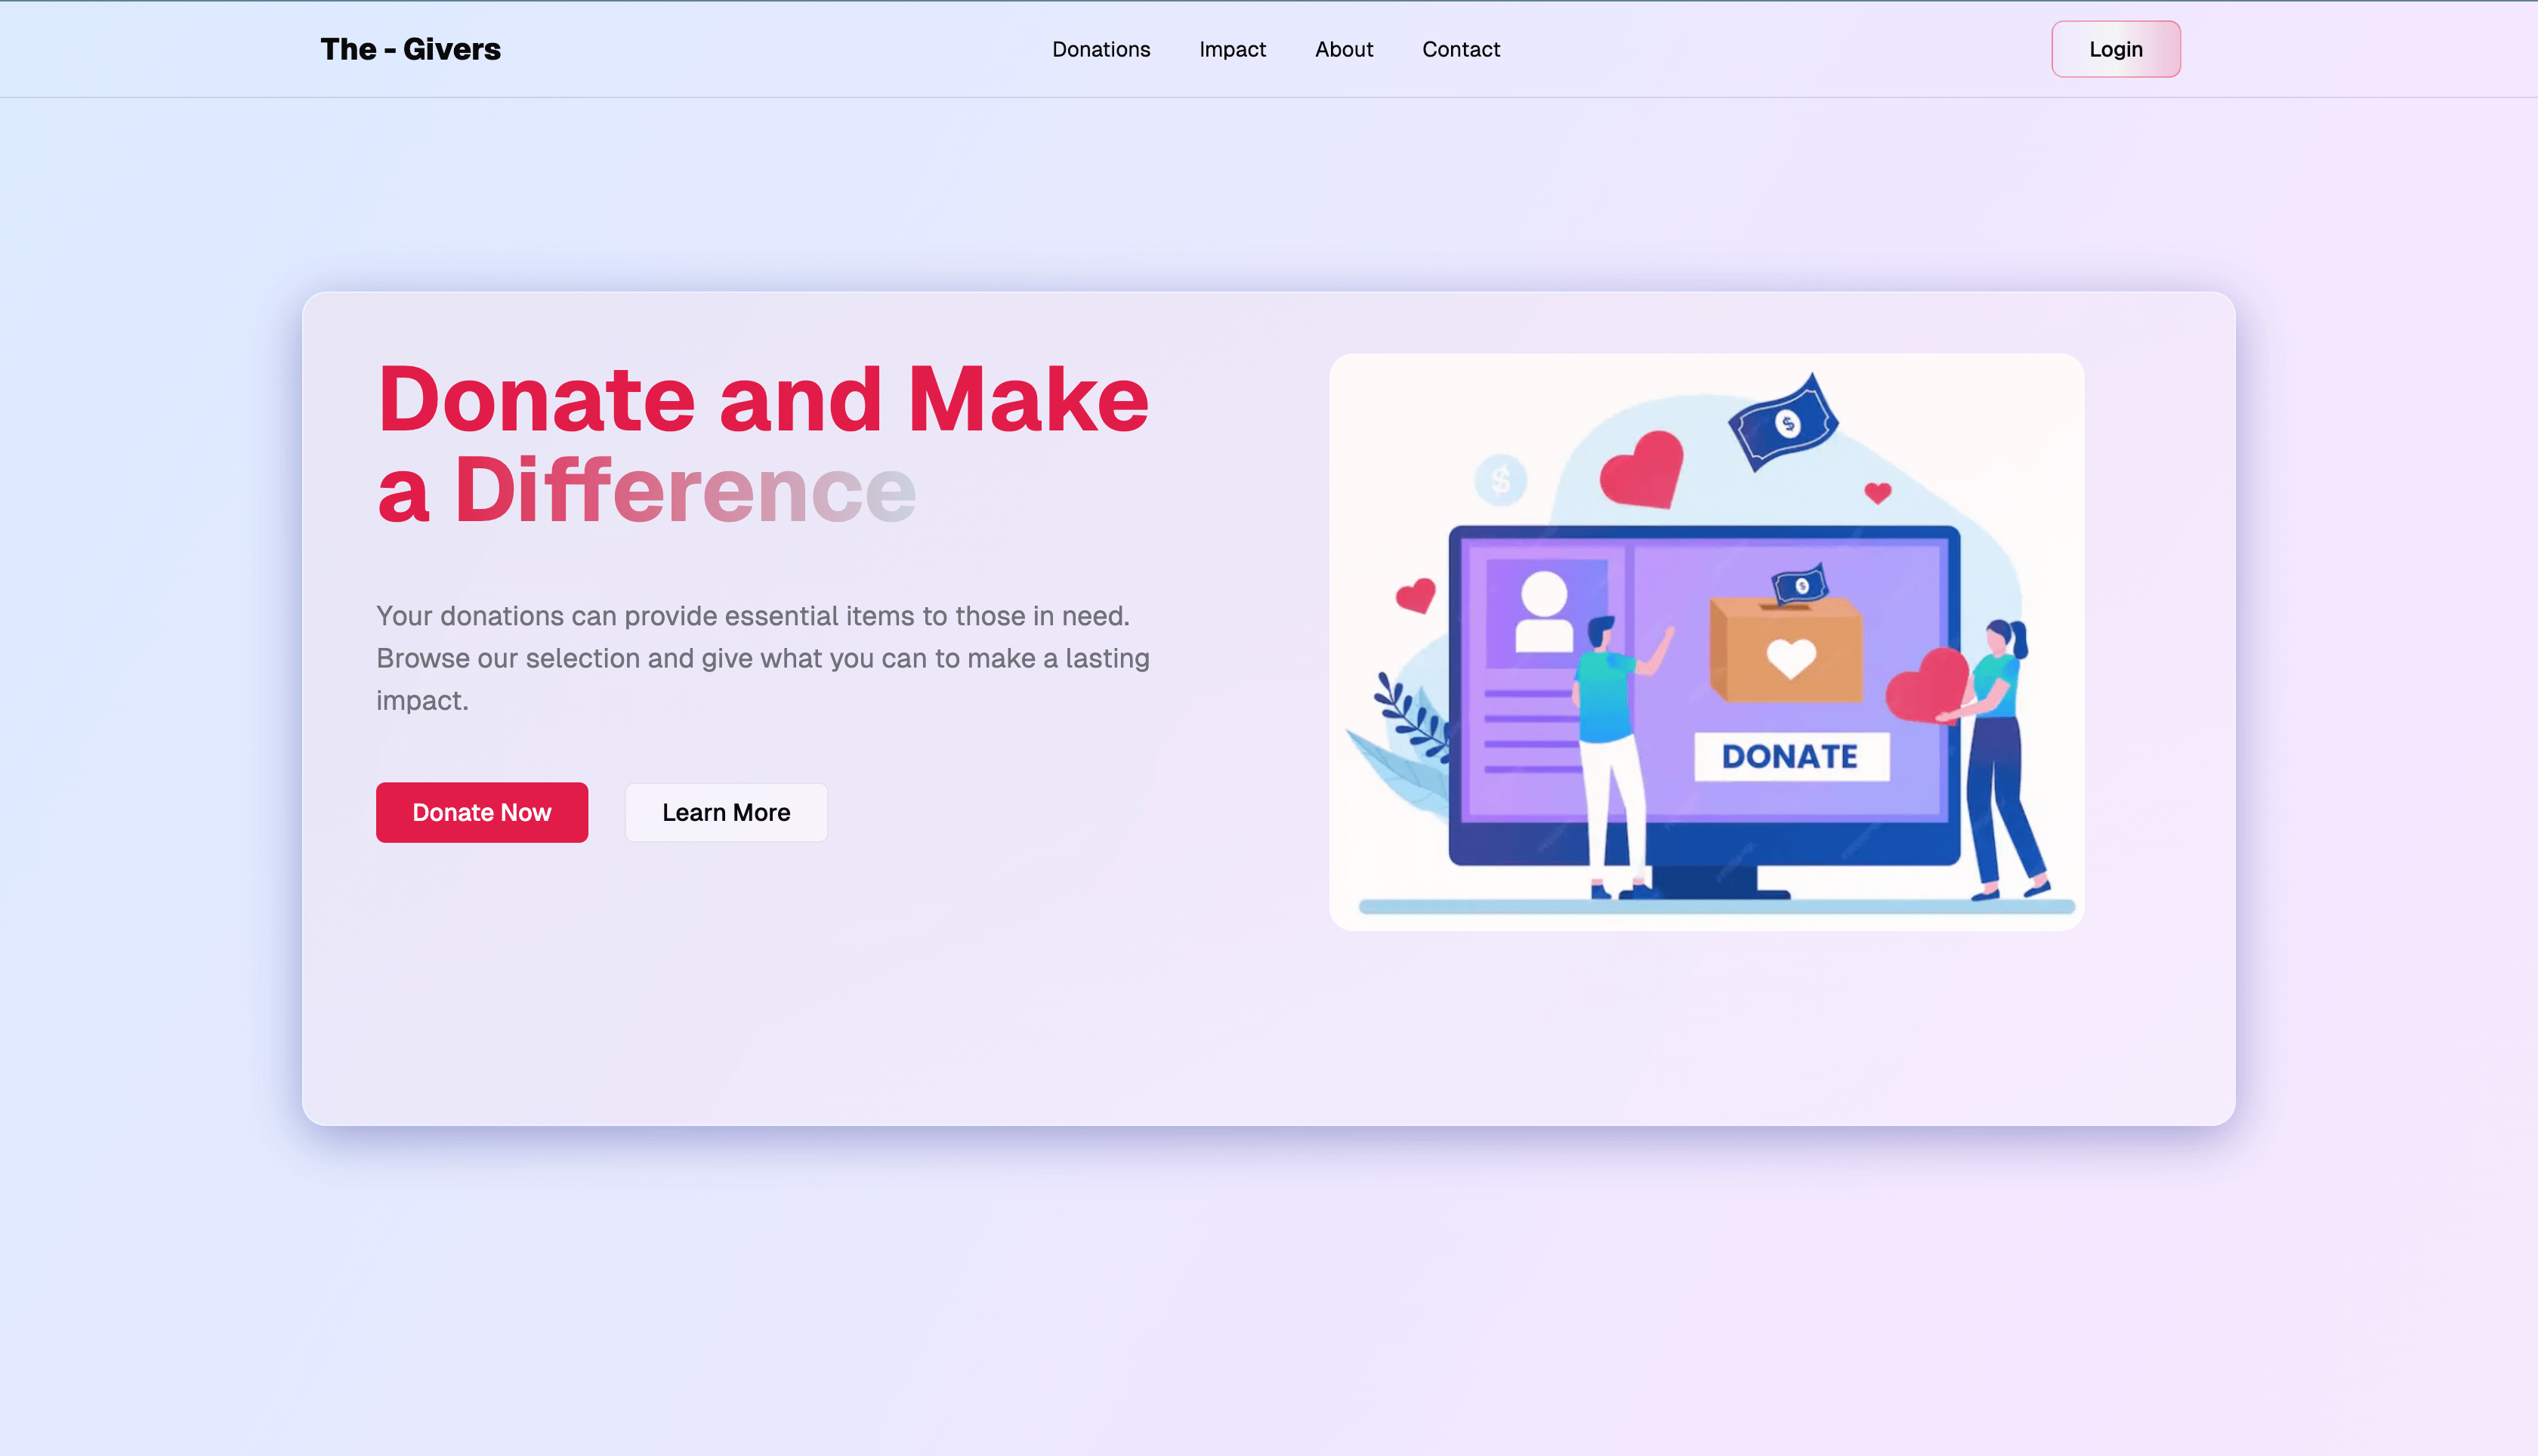 The - Givers
Donations
Impact
About
Contact
Login
Donate and Make
a Difference
Your donations can provide essential items to those in need.
Browse our selection and give what you can to make a lasting
impact.
Donate Now
Learn More
$
$
$
DONATE